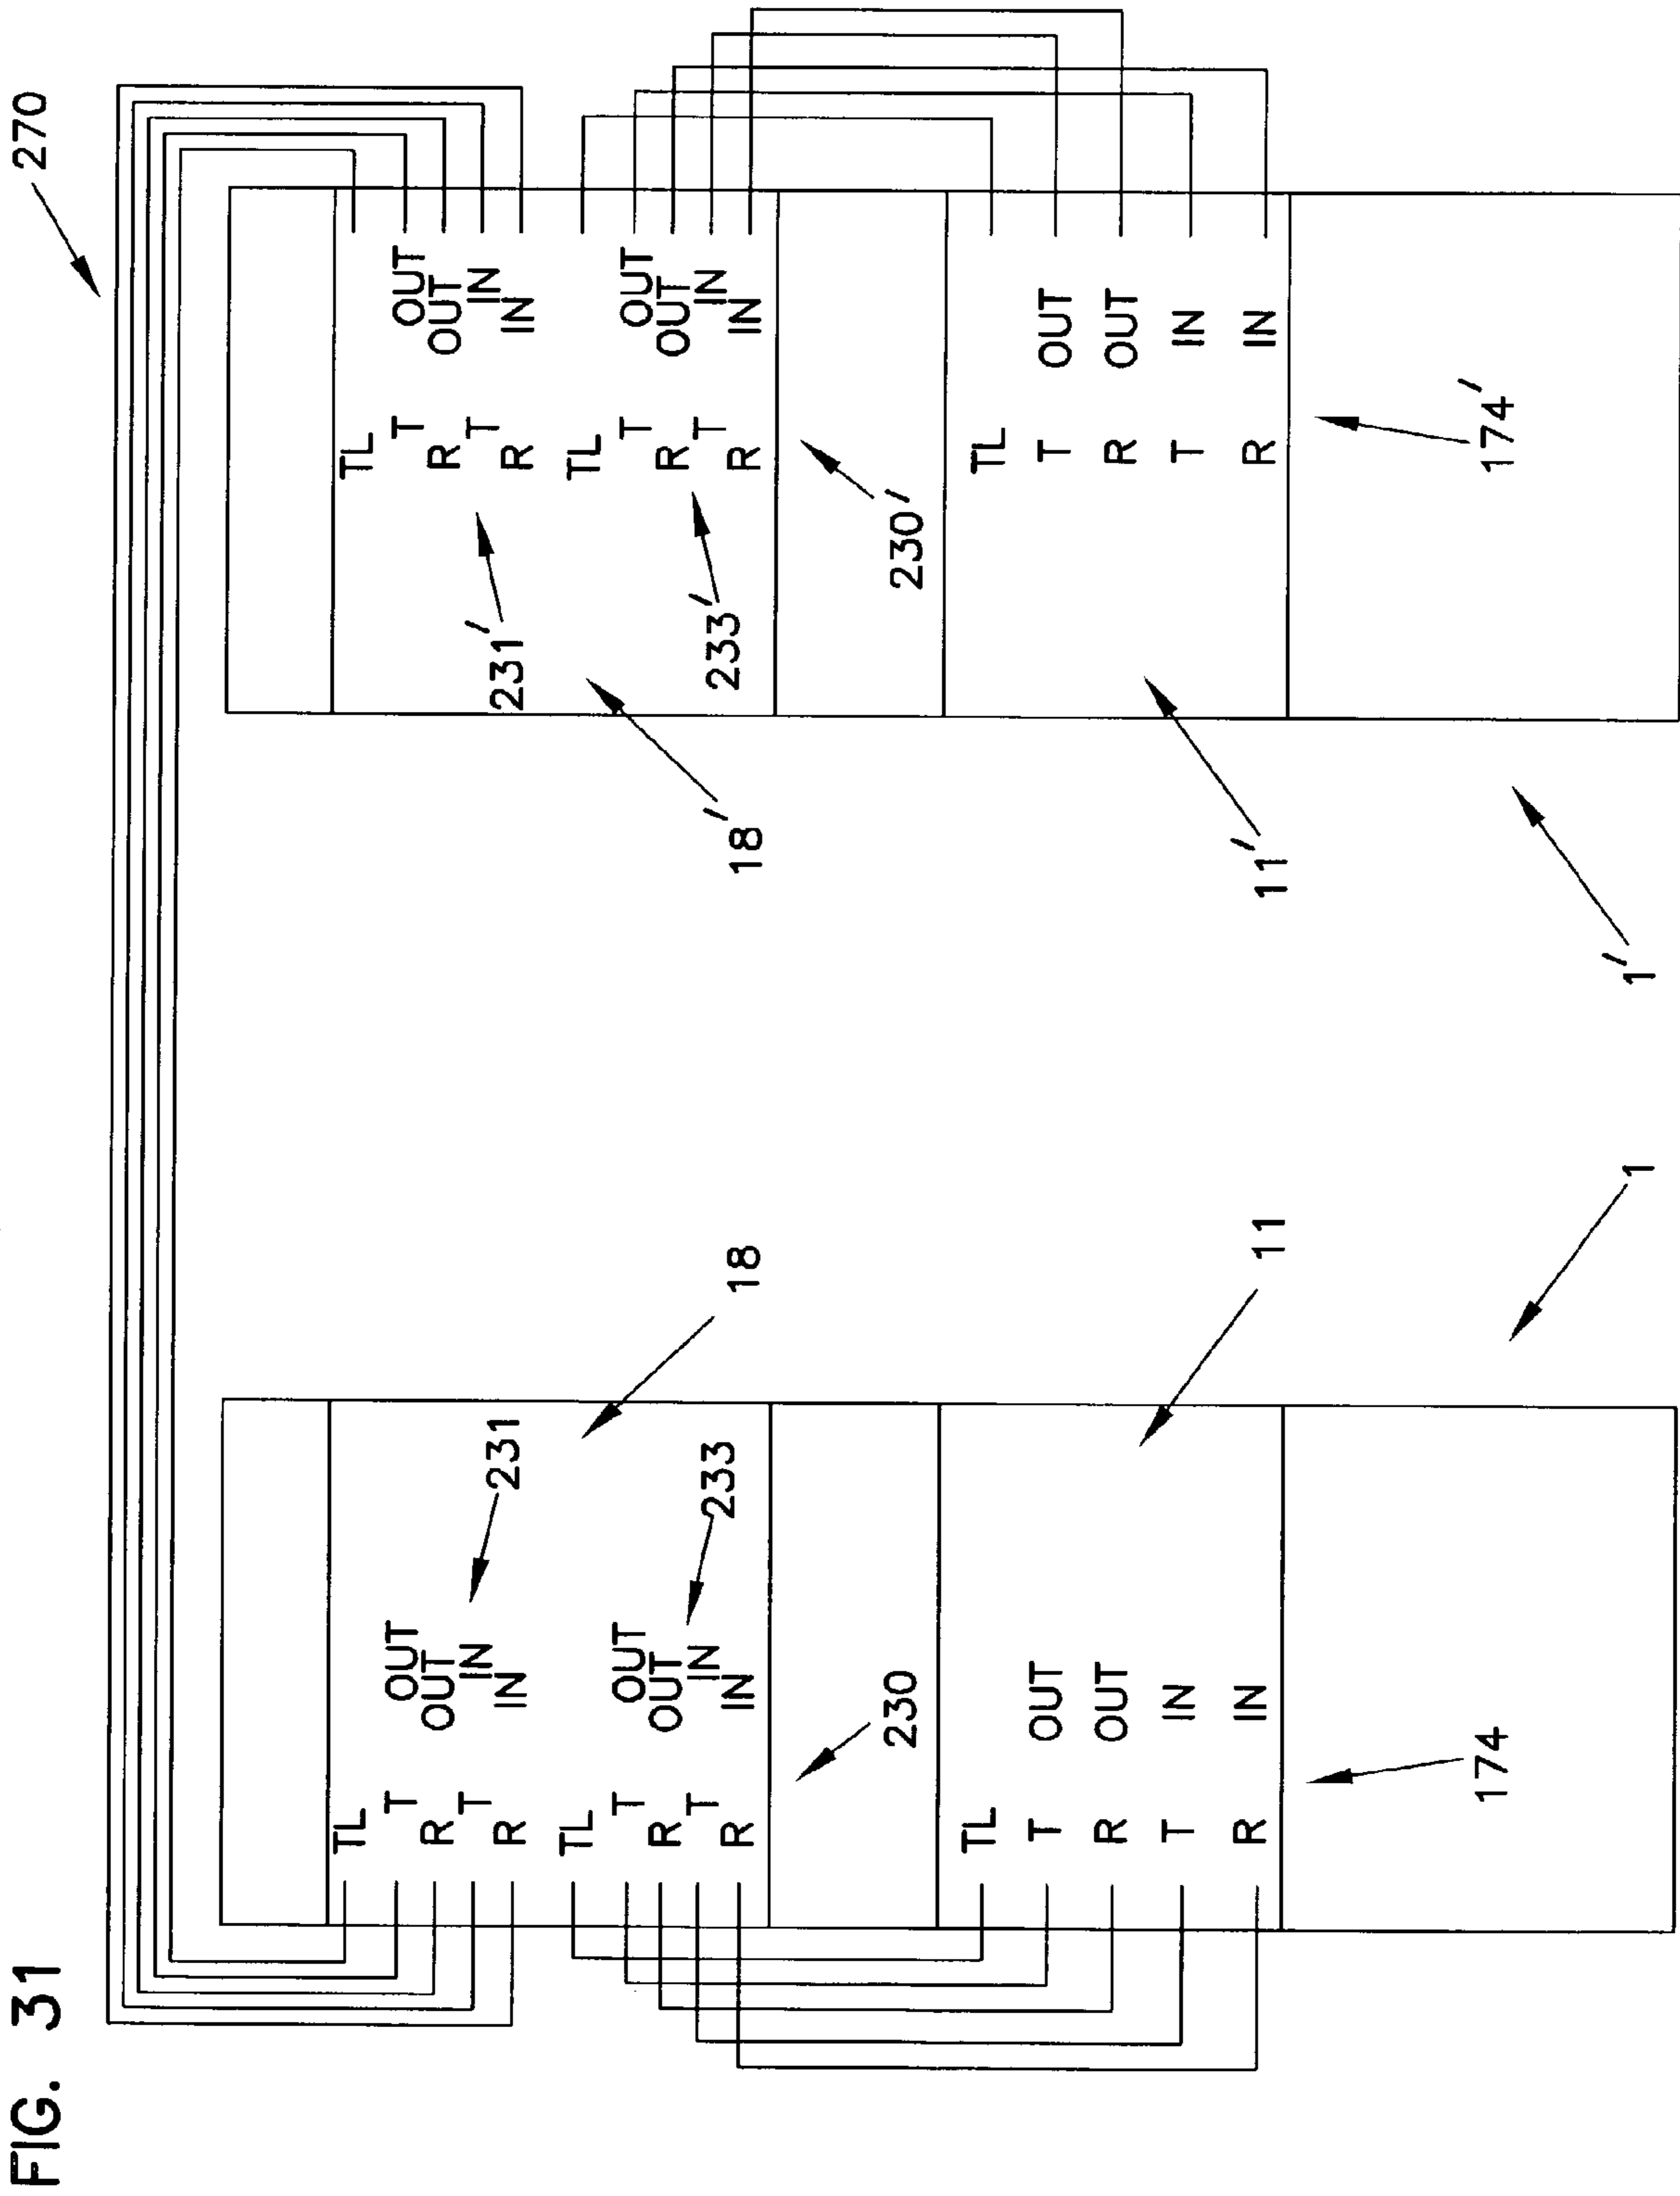 FIG. 31
270
TL
T OUT
R OUT
T IN
R IN
231
TL
T OUT
R OUT
T IN
R IN
233
18
230
TL
T OUT
R OUT
T IN
R IN
11
174
1
TL
T OUT
R OUT
T IN
R IN
231'
TL
T OUT
R OUT
T IN
R IN
233'
18'
230'
TL
T OUT
R OUT
T IN
R IN
11'
174'
1'